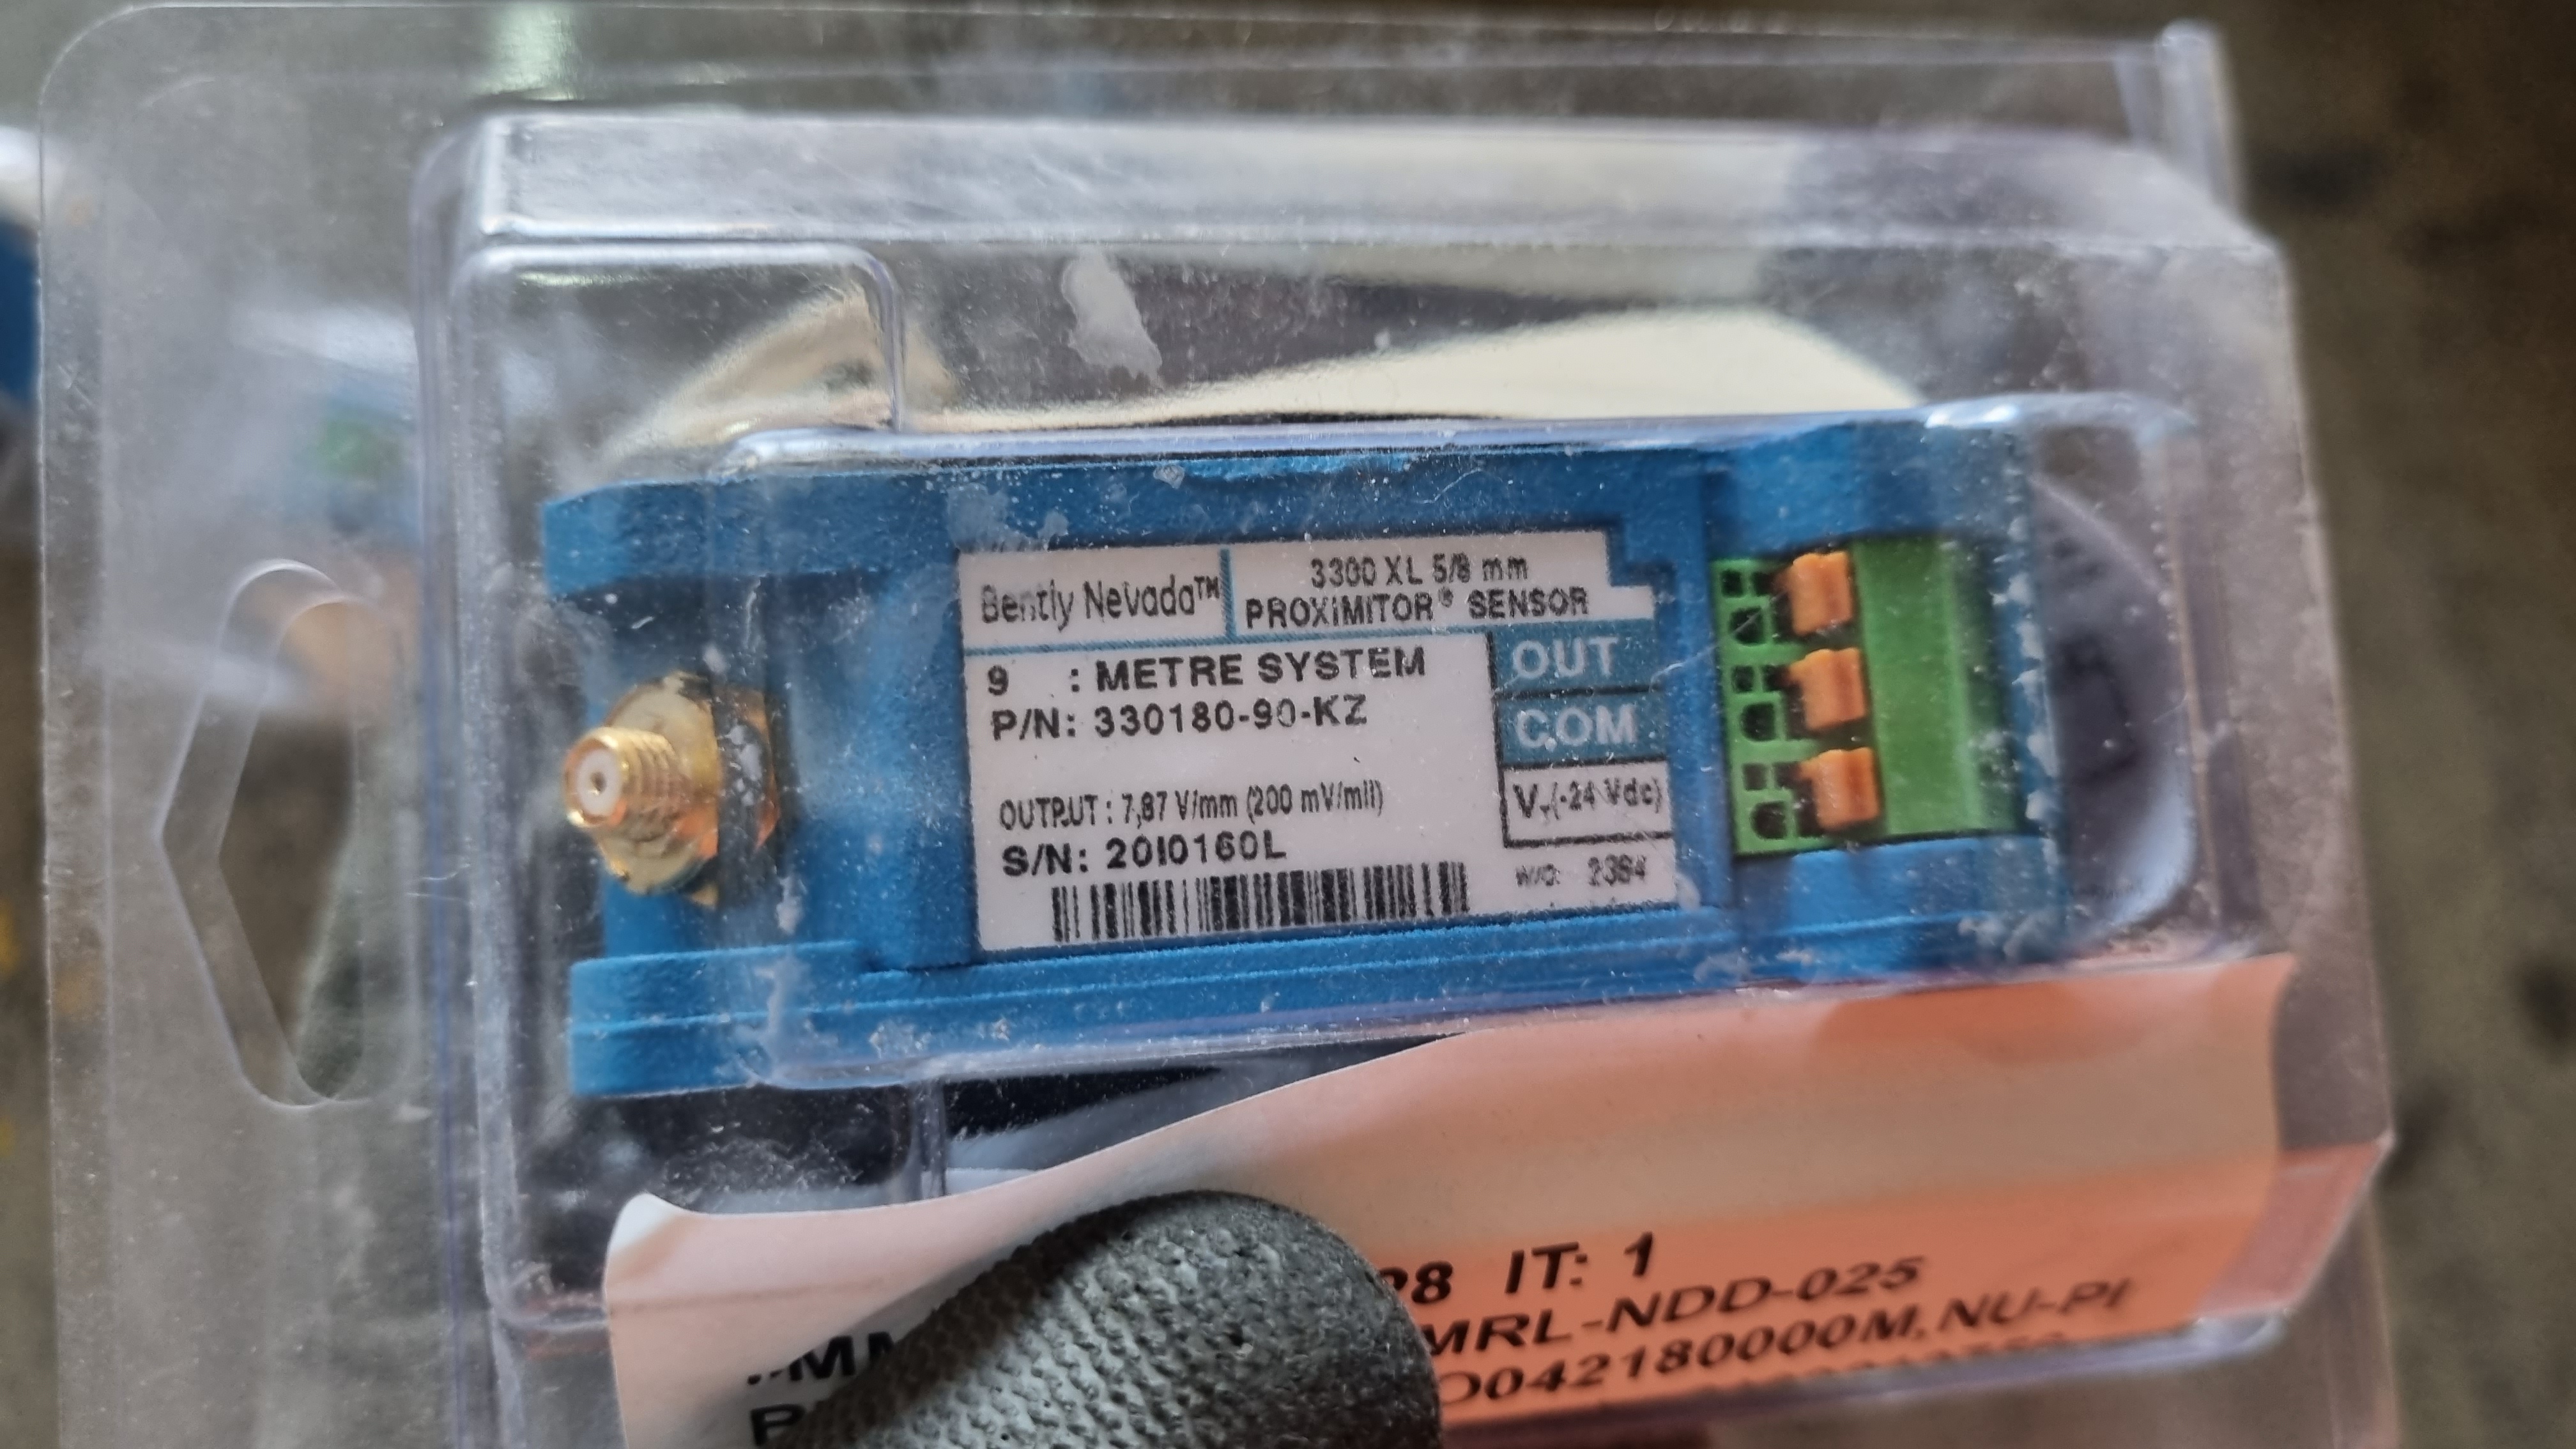 Bently Nevada™
3300 XL 5/8 mm
PROXIMITOR® SENSOR
9 : METRE SYSTEM
P/N: 330180-90-KZ
OUTPUT: 7,87 V/mm (200 mV/mil)
S/N: 20I0160L
OUT
COM
V_T(-24 Vdc)
w/o: 2384
IT: 1
MRL-NDD-025
0042180000M,NU-PI